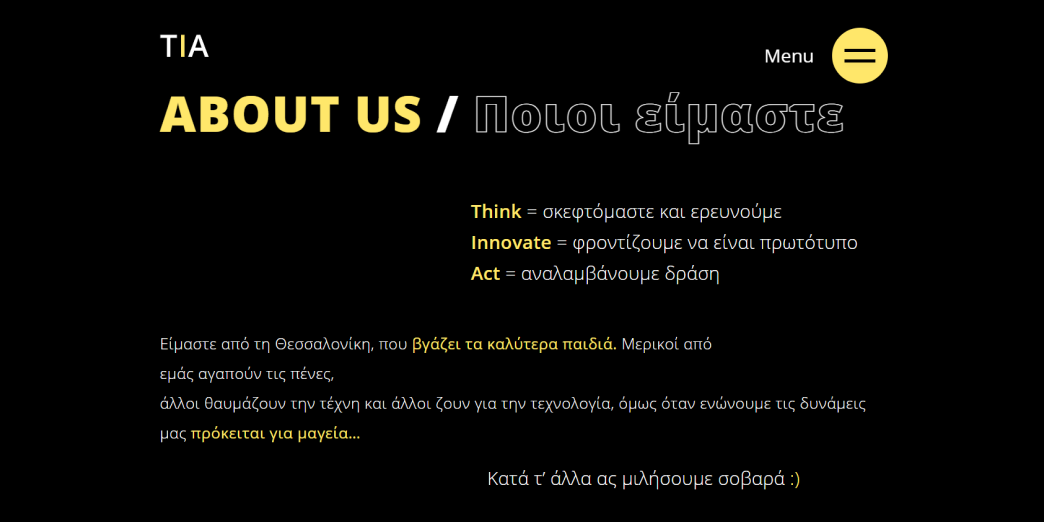 TIA
Menu
ABOUT US / Ποιοι είμαστε
Think = σκεφτόμαστε και ερευνούμε
Innovate = φροντίζουμε να είναι πρωτότυπο
Act = αναλαμβάνουμε δράση
Είμαστε από τη Θεσσαλονίκη, που βγάζει τα καλύτερα παιδιά. Μερικοί από
εμάς αγαπούν τις πένες,
άλλοι θαυμάζουν την τέχνη και άλλοι ζουν για την τεχνολογία, όμως όταν ενώνουμε τις δυνάμεις
μας πρόκειται για μαγεία...
Κατά τ’ άλλα ας μιλήσουμε σοβαρά :)